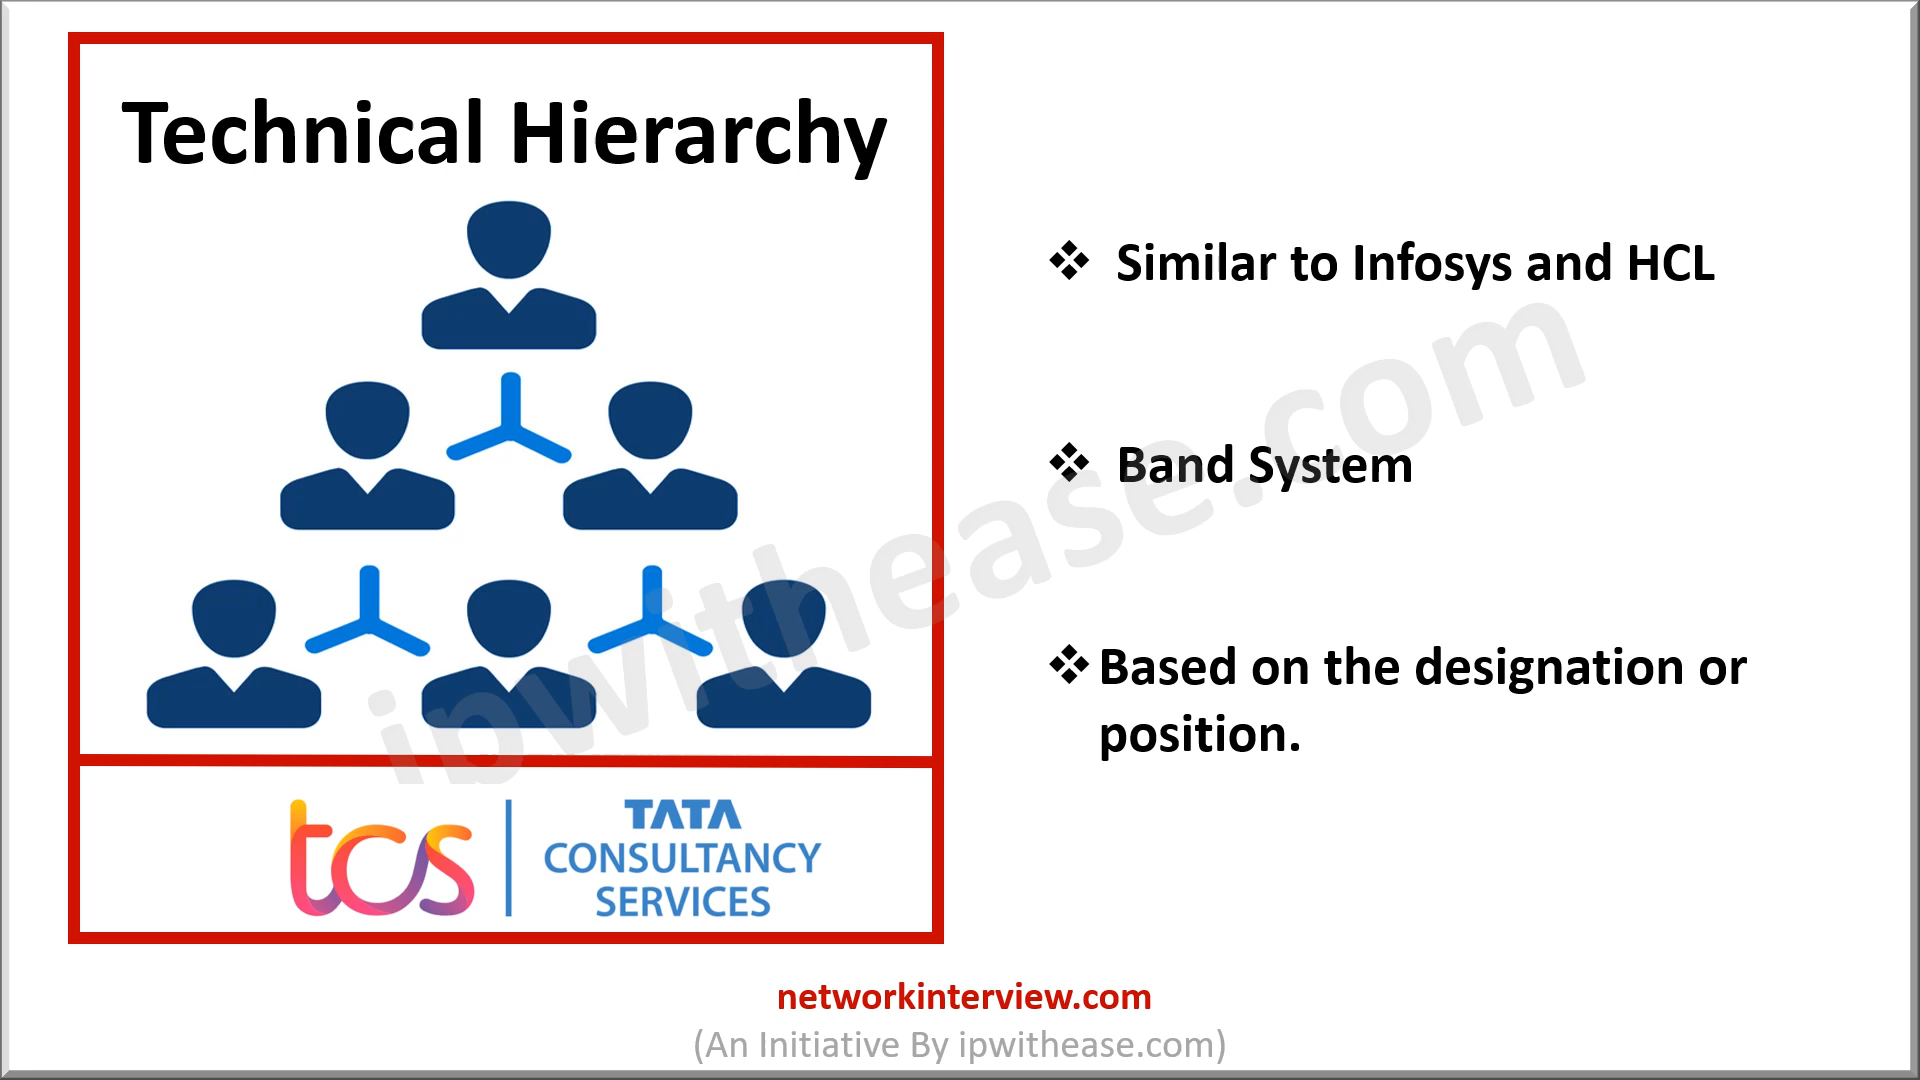 Technical Hierarchy
❖ Similar to Infosys and HCL
❖ Band System
❖ Based on the designation or
position.
ipwithease.com
tcs
TATA
CONSULTANCY
SERVICES
networkinterview.com
(An Initiative By ipwithease.com)